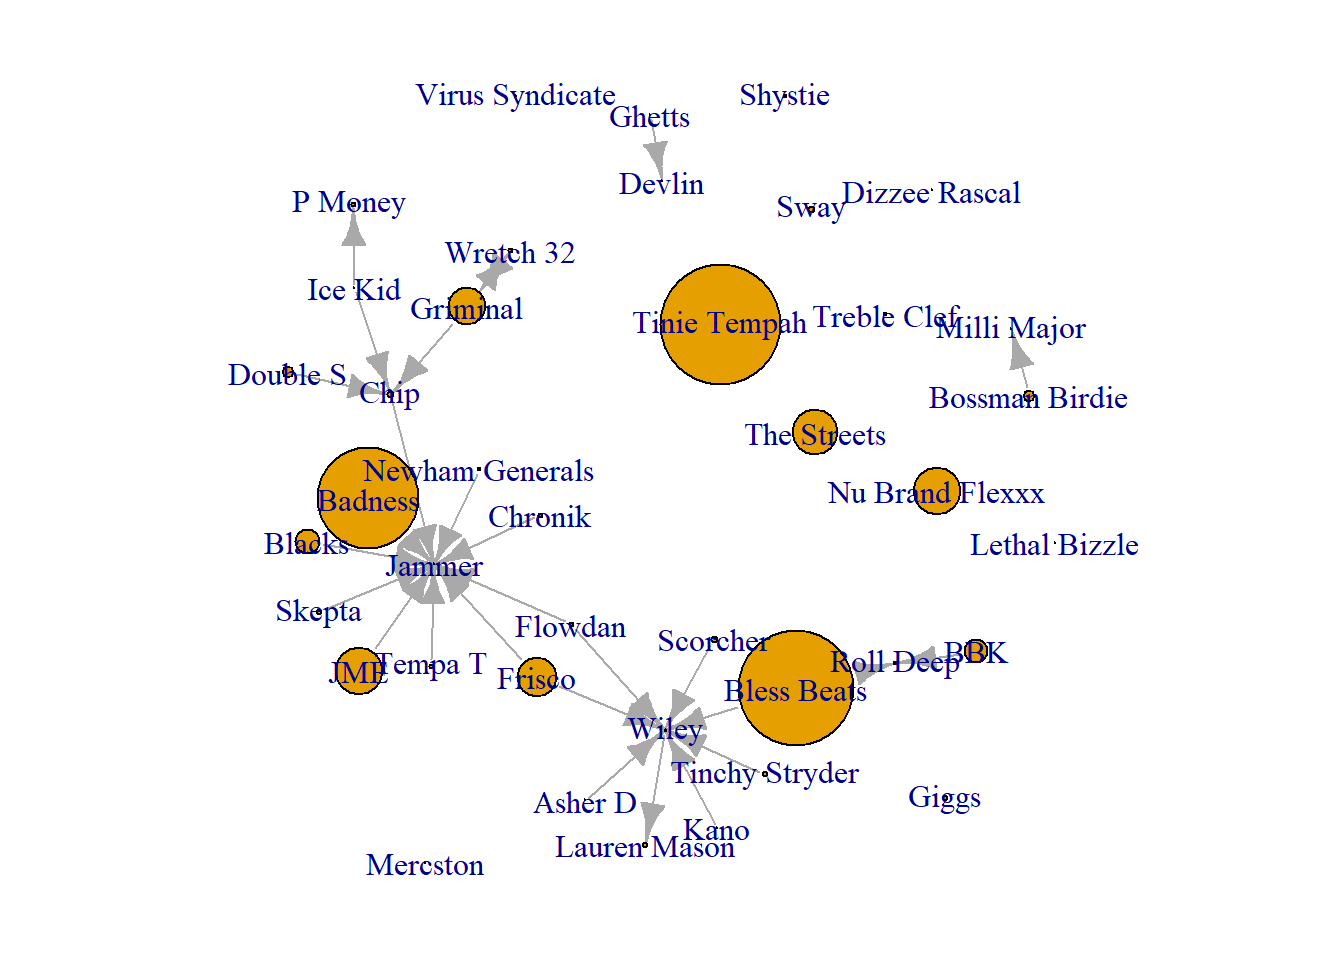 Virus Syndicate
Shystie
Ghetts
Devlin
Dizzee Rascal
P Money
Sway
Wretch 32
Ice Kid
Griminal
Tinie Tempah
Treble Clef
Milli Major
Double S
Chip
Bossman Birdie
The Streets
Newham Generals
Badness
Nu Brand Flexxx
Chronik
Blacks
Lethal Bizzle
Jammer
Skepta
Flowdan
Scorcher
BBK
Roll Deep
JME
Tempa T
Frisco
Bless Beats
Wiley
Tinchy Stryder
Giggs
Asher D
Kano
Lauren Mason
Mercston